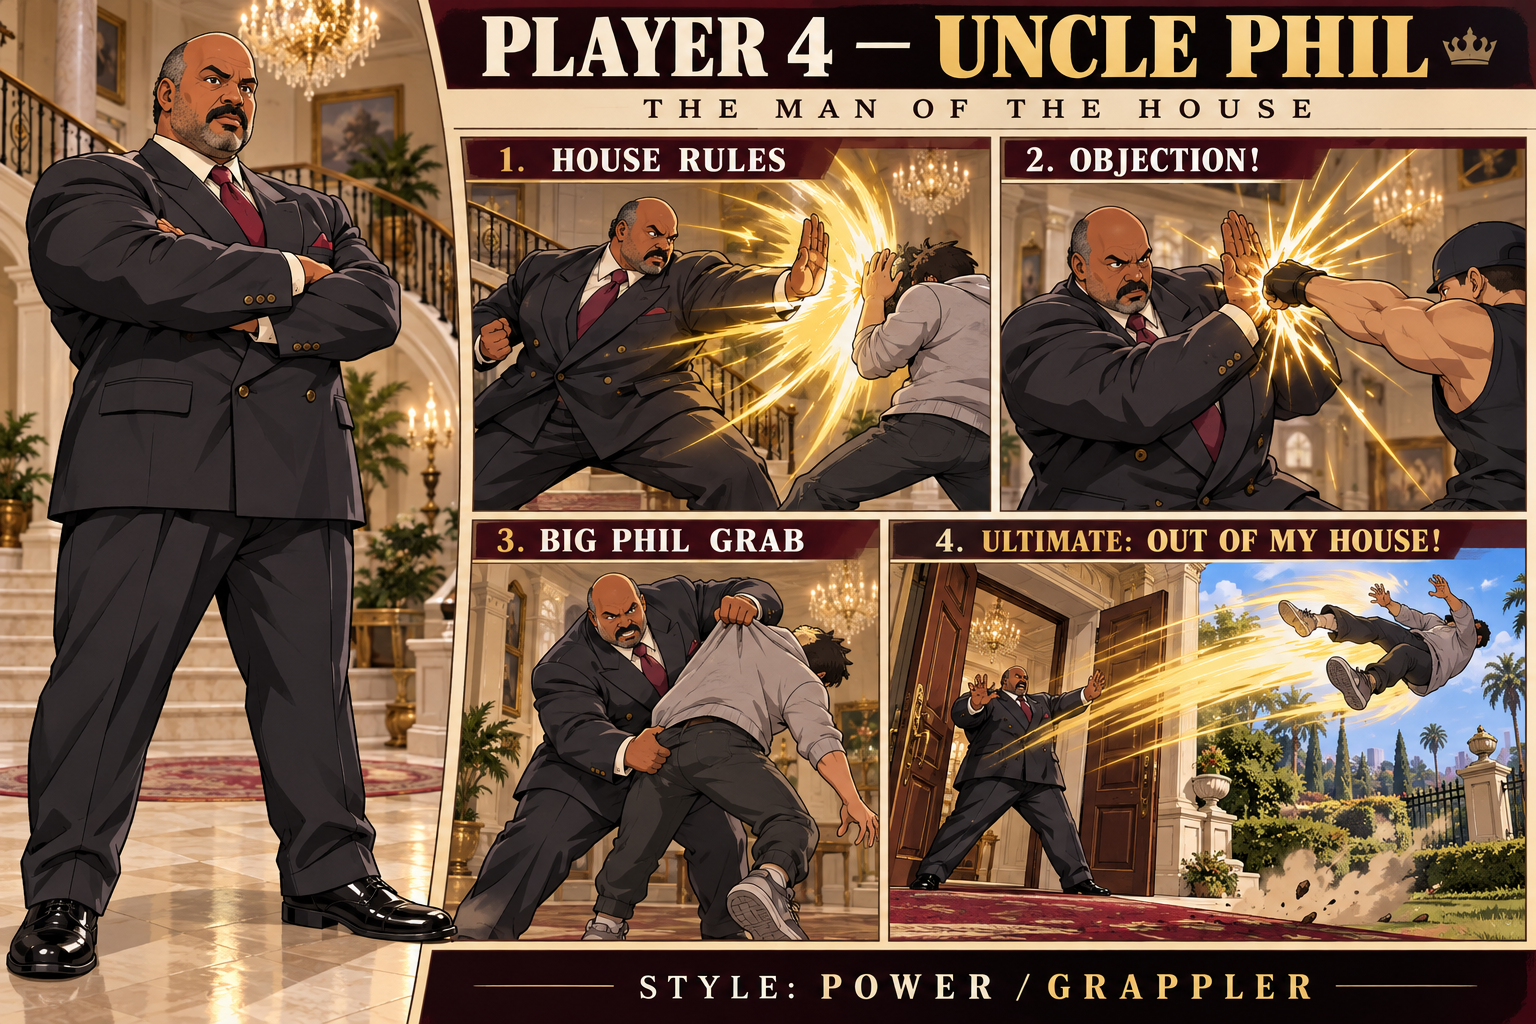 PLAYER 4 — UNCLE PHIL
THE MAN OF THE HOUSE
1. HOUSE RULES
2. OBJECTION!
3. BIG PHIL GRAB
4. ULTIMATE: OUT OF MY HOUSE!
STYLE: POWER / GRAPPLER